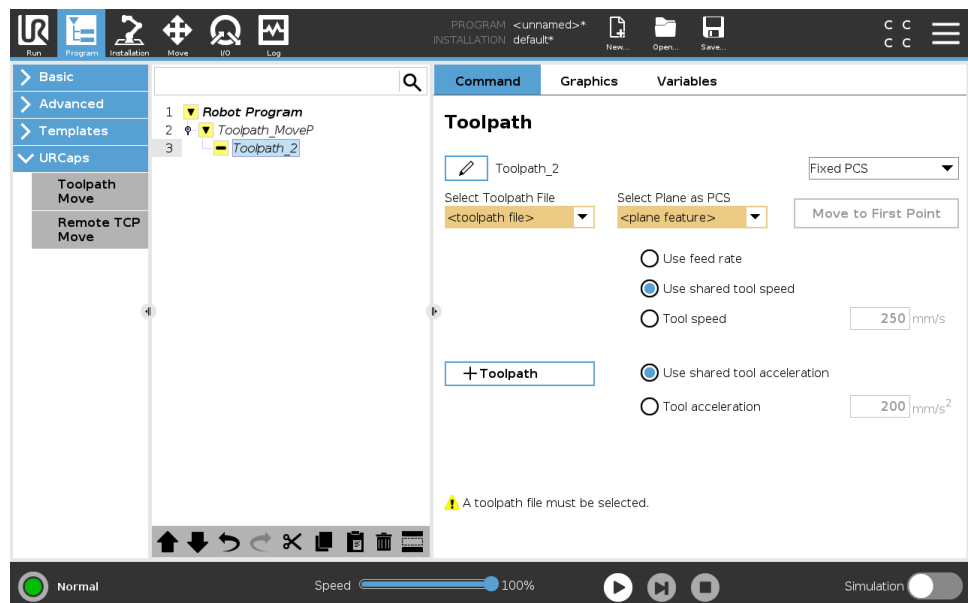 PROGRAM <unnamed>*
INSTALLATION default*
UR
Run
Program
Installation
Move
I/O
Log
New...
Open...
Save...
C C
C C
Basic
Advanced
Templates
URCaps
Toolpath
Move
Remote TCP
Move
1 Robot Program
2 Toolpath_MoveP
3 Toolpath_2
Command Graphics Variables
Toolpath
Toolpath_2
Fixed PCS
Select Toolpath File
Select Plane as PCS
<toolpath file>
<plane feature>
Move to First Point
Use feed rate
Use shared tool speed
Tool speed 250 mm/s
+Toolpath
Use shared tool acceleration
Tool acceleration 200 mm/s²
A toolpath file must be selected.
Normal
Speed 100%
Simulation